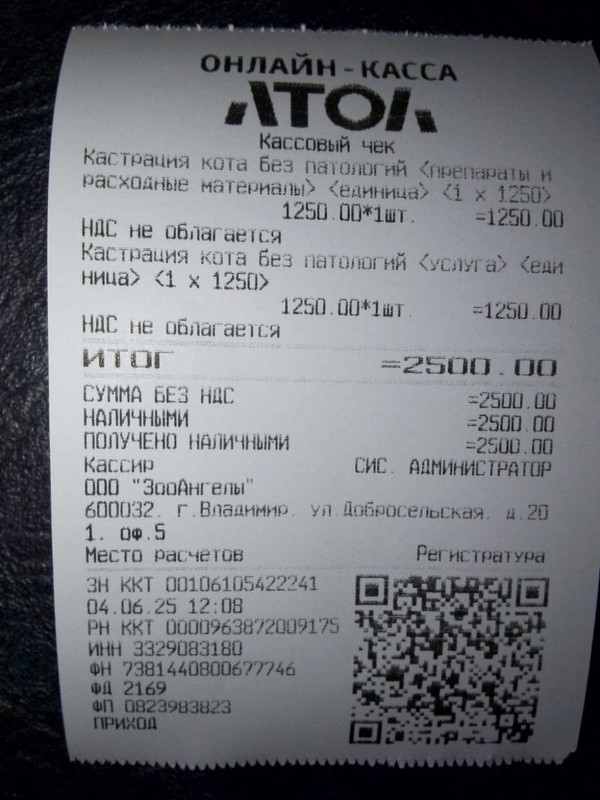 ОНЛАЙН-КАССА
АТОЛ
Кассовый чек
Кастрация кота без патологий <препараты и
расходные материалы> <единица> <1 x 1250>
1250.00*1шт. =1250.00
НДС не облагается
Кастрация кота без патологий <услуга> <еди
ница> <1 x 1250>
1250.00*1шт. =1250.00
НДС не облагается
ИТОГ =2500.00
СУММА БЕЗ НДС =2500.00
НАЛИЧНЫМИ =2500.00
ПОЛУЧЕНО НАЛИЧНЫМИ =2500.00
Кассир СИС. АДМИНИСТРАТОР
ООО "ЗооАнгелы"
600032. г.Владимир. ул.Добросельская. д.20
1. оф.5
Место расчетов Регистратура
ЗН ККТ 00106105422241
04.06.25 12:08
РН ККТ 0000963872009175
ИНН 3329083180
ФН 7381440800677746
ФД 2169
ФП 0823983823
ПРИХОД